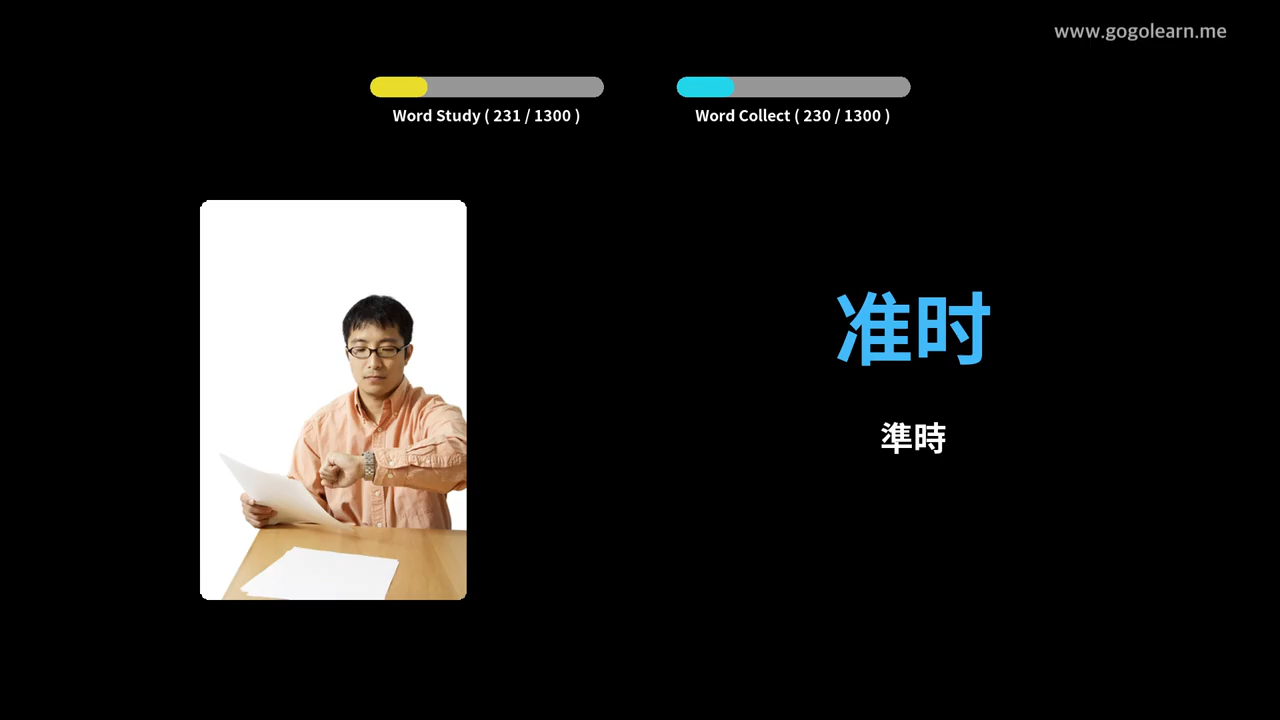 www.gogolearn.me
Word Study ( 231 / 1300 )
Word Collect ( 230 / 1300 )
准时
準時